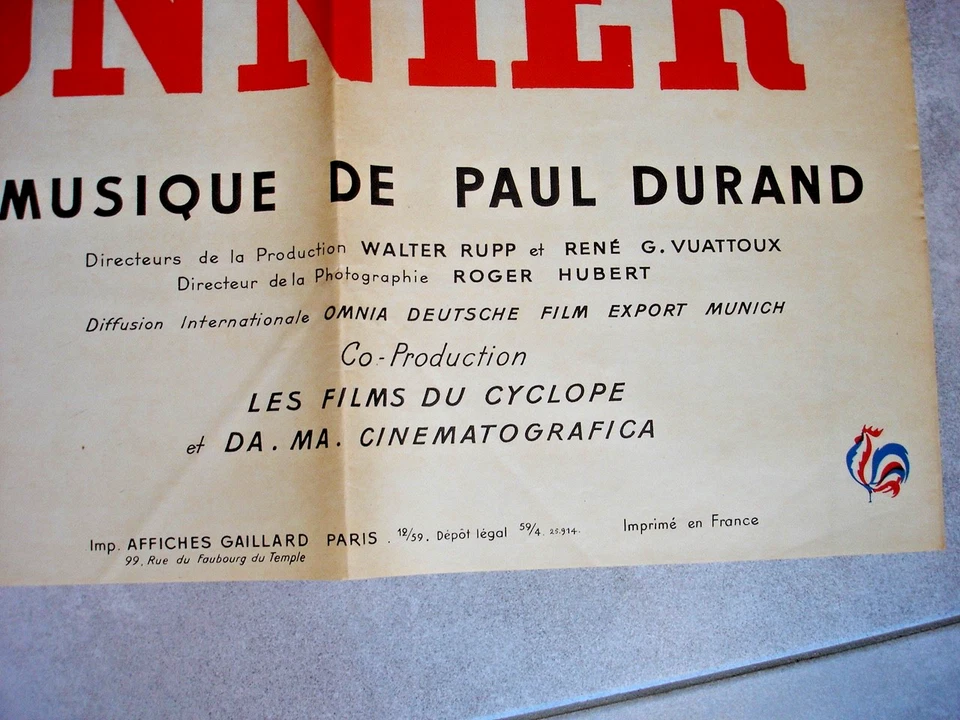 ONNIER
MUSIQUE DE PAUL DURAND
Directeurs de la Production WALTER RUPP et RENÉ G. VUATTOUX
Directeur de la Photographie ROGER HUBERT
Diffusion Internationale OMNIA DEUTSCHE FILM EXPORT MUNICH
Co-Production
LES FILMS DU CYCLOPE
et DA. MA. CINEMATOGRAFICA
Imp. AFFICHES GAILLARD PARIS . 12/59. Dépôt légal 59/4. 25.914. Imprimé en France
99, Rue du Faubourg du Temple